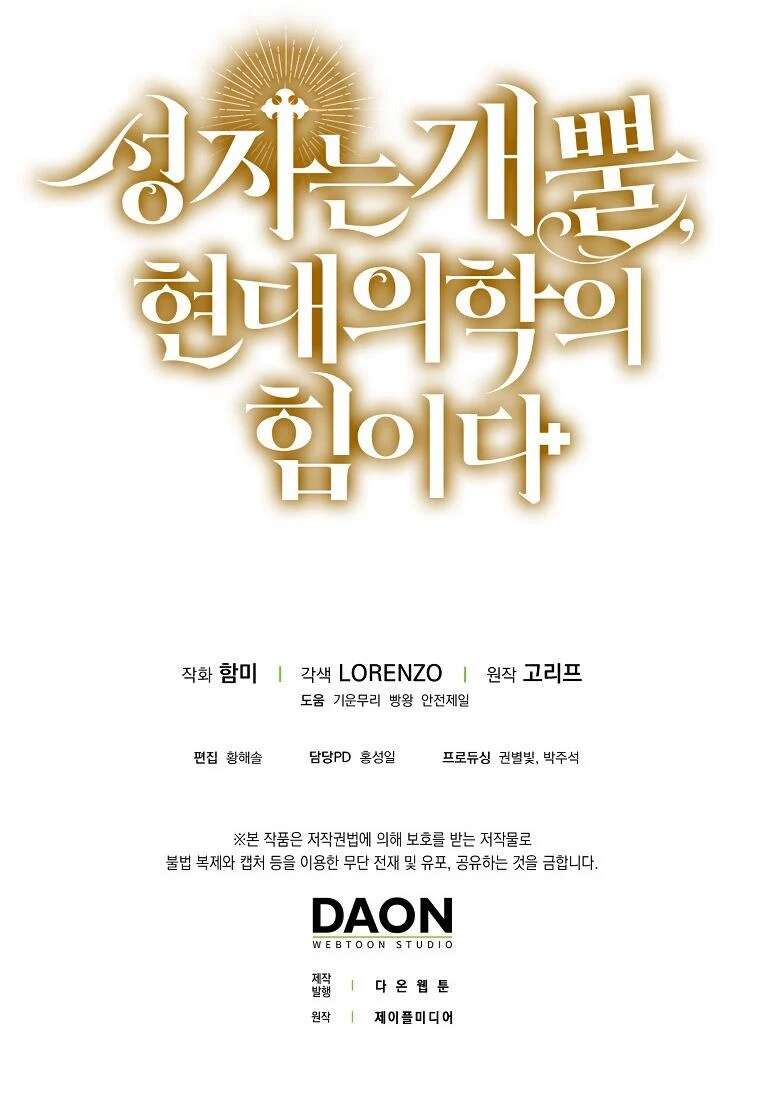 성자는 개뿔,
현대의학의
힘이다
작화 함미 | 각색 LORENZO | 원작 고리프
도움 기운무리 빵왕 안전제일
편집 황해솔 담당PD 홍성일 프로듀싱 권별빛, 박주석
※본 작품은 저작권법에 의해 보호를 받는 저작물로
불법 복제와 캡처 등을 이용한 무단 전재 및 유포, 공유하는 것을 금합니다.
DAON
WEBTOON STUDIO
제작
발행 | 다온웹툰
원작 | 제이플미디어